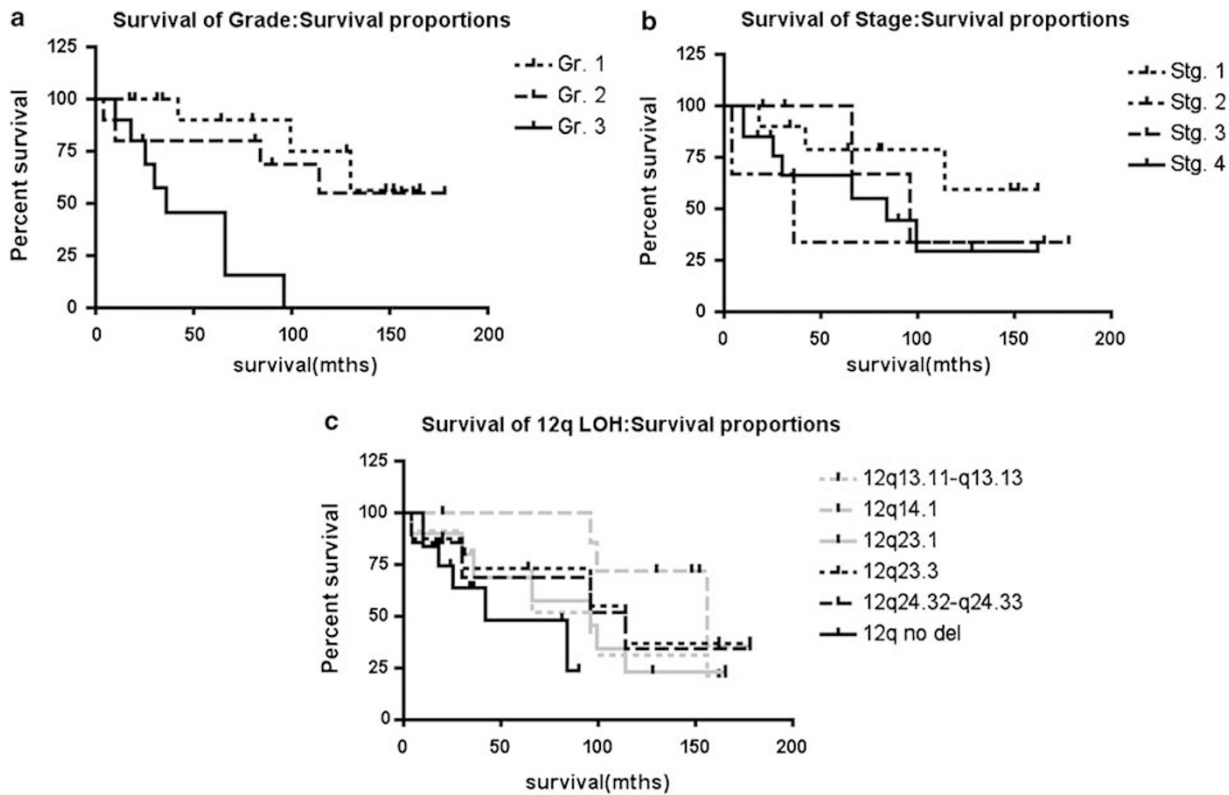 a
Survival of Grade:Survival proportions
125
100
75
50
25
0
Percent survival
0 50 100 150 200
survival(mths)
Gr. 1
Gr. 2
Gr. 3
b
Survival of Stage:Survival proportions
125
100
75
50
25
0
Percent survival
0 50 100 150 200
survival(mths)
Stg. 1
Stg. 2
Stg. 3
Stg. 4
c
Survival of 12q LOH:Survival proportions
125
100
75
50
25
0
Percent survival
0 50 100 150 200
survival(mths)
12q13.11-q13.13
12q14.1
12q23.1
12q23.3
12q24.32-q24.33
12q no del